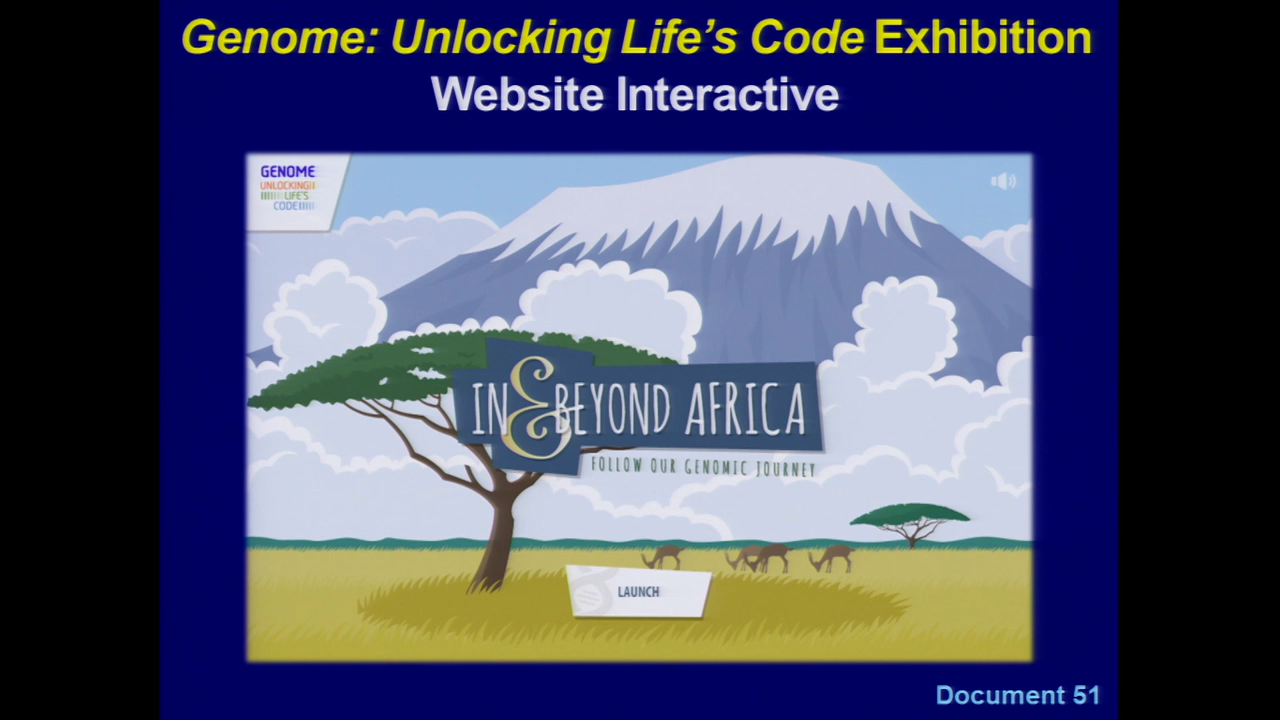 Genome: Unlocking Life's Code Exhibition
Website Interactive
GENOME
UNLOCKING
LIFE'S
CODE
IN & BEYOND AFRICA
FOLLOW OUR GENOMIC JOURNEY
LAUNCH
Document 51